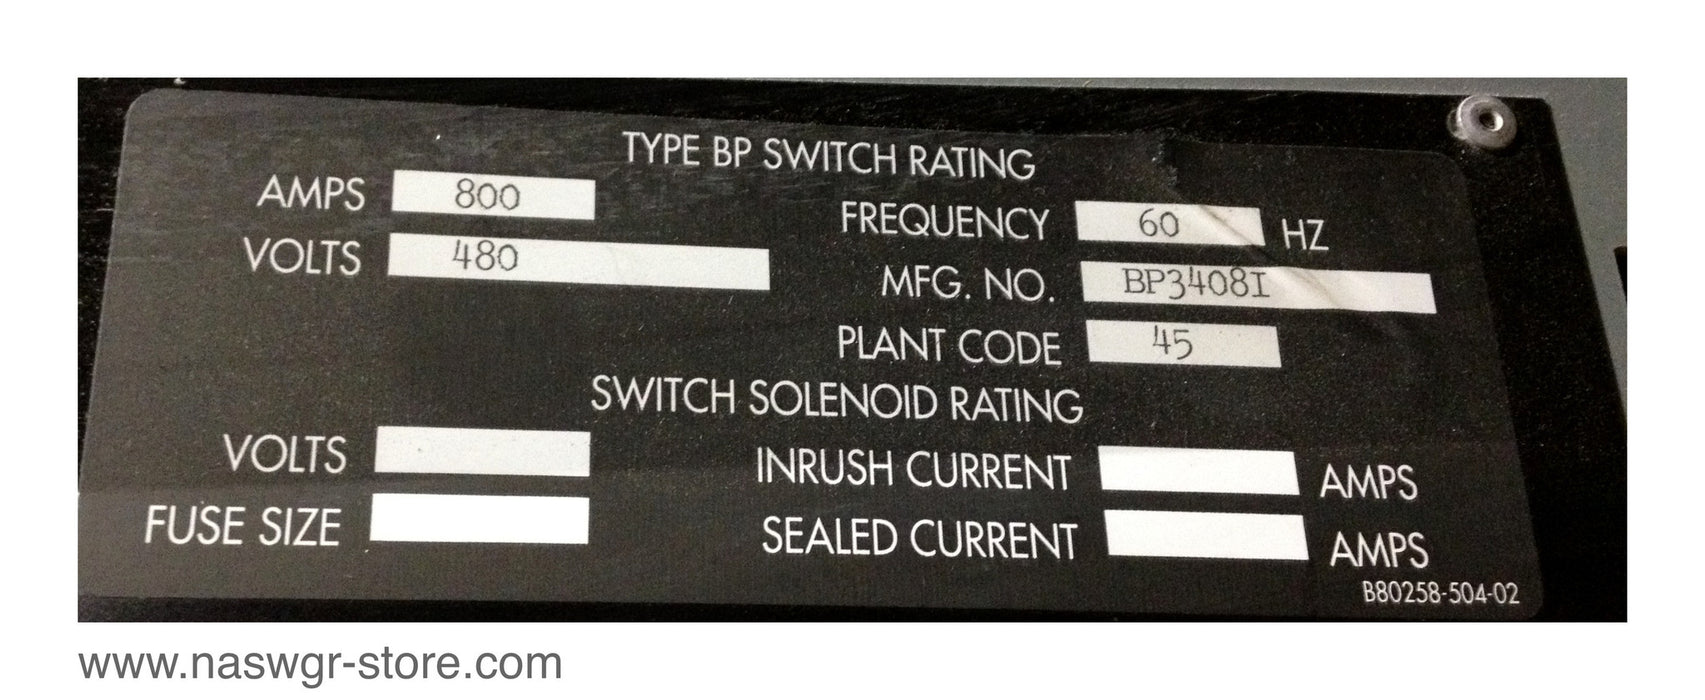 TYPE BP SWITCH RATING
AMPS 800
FREQUENCY 60 HZ
VOLTS 480
MFG. NO. BP3408I
PLANT CODE 45
SWITCH SOLENOID RATING
VOLTS
INRUSH CURRENT AMPS
FUSE SIZE
SEALED CURRENT AMPS
B80258-504-02
www.naswgr-store.com